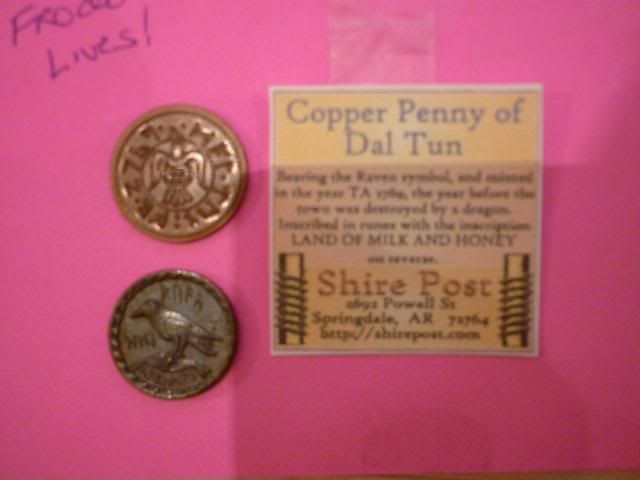 FRODO
LIVES!
Copper Penny of
Dal Tun
Bearing the Raven symbol, and minted
in the year TA 2769, the year before the
town was destroyed by a dragon.
Inscribed in runes with the inscription
LAND OF MILK AND HONEY
on reverse.
Shire Post
2692 Powell St
Springdale, AR 72764
http://shirepost.com